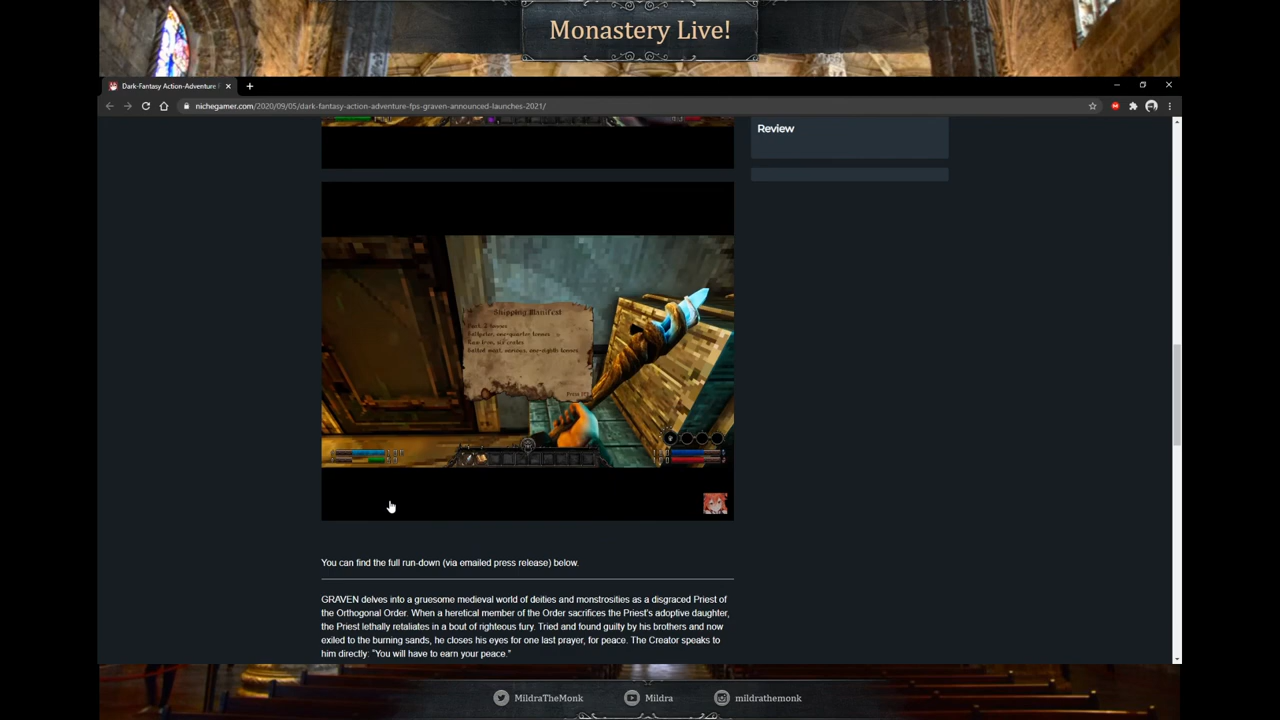 Monastery Live!
Dark-Fantasy Action-Adventure
nichegamer.com/2020/09/05/dark-fantasy-action-adventure-fps-graven-announced-launches-2021/
Review
Shipping Manifest
Raw iron, six crates
You can find the full run-down (via emailed press release) below.
GRAVEN delves into a gruesome medieval world of deities and monstrosities as a disgraced Priest of
the Orthogonal Order. When a heretical member of the Order sacrifices the Priest's adoptive daughter,
the Priest lethally retaliates in a bout of righteous fury. Tried and found guilty by his brothers and now
exiled to the burning sands, he closes his eyes for one last prayer, for peace. The Creator speaks to
him directly: "You will have to earn your peace."
MildraTheMonk
Mildra
mildrathemonk